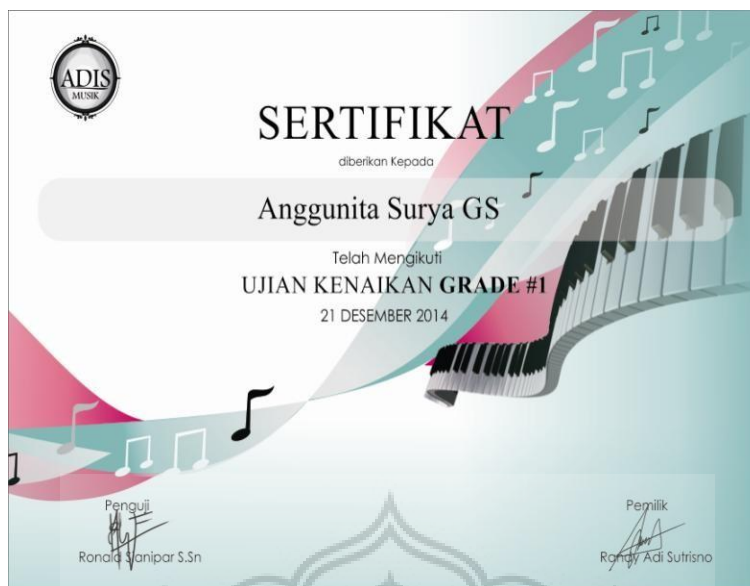 ADIS
MUSIK
SERTIFIKAT
diberikan Kepada
Anggunita Surya GS
Telah Mengikuti
UJIAN KENAIKAN GRADE #1
21 DESEMBER 2014
Penguji
Pemilik
Ronald Sianipar S.Sn
Randy Adi Sutrisno